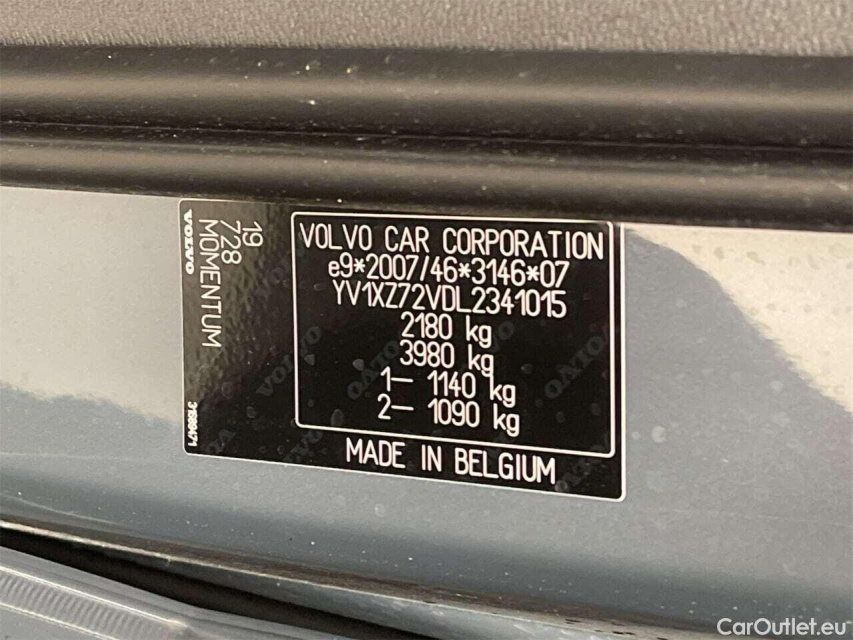 VOLVO CAR CORPORATION
e9*2007/46*3146*07
YV1XZ72VDL2341015
2180 kg
3980 kg
1– 1140 kg
2– 1090 kg
MADE IN BELGIUM
19
728
MOMENTUM
VOLVO
31689471
CarOutlet.eu